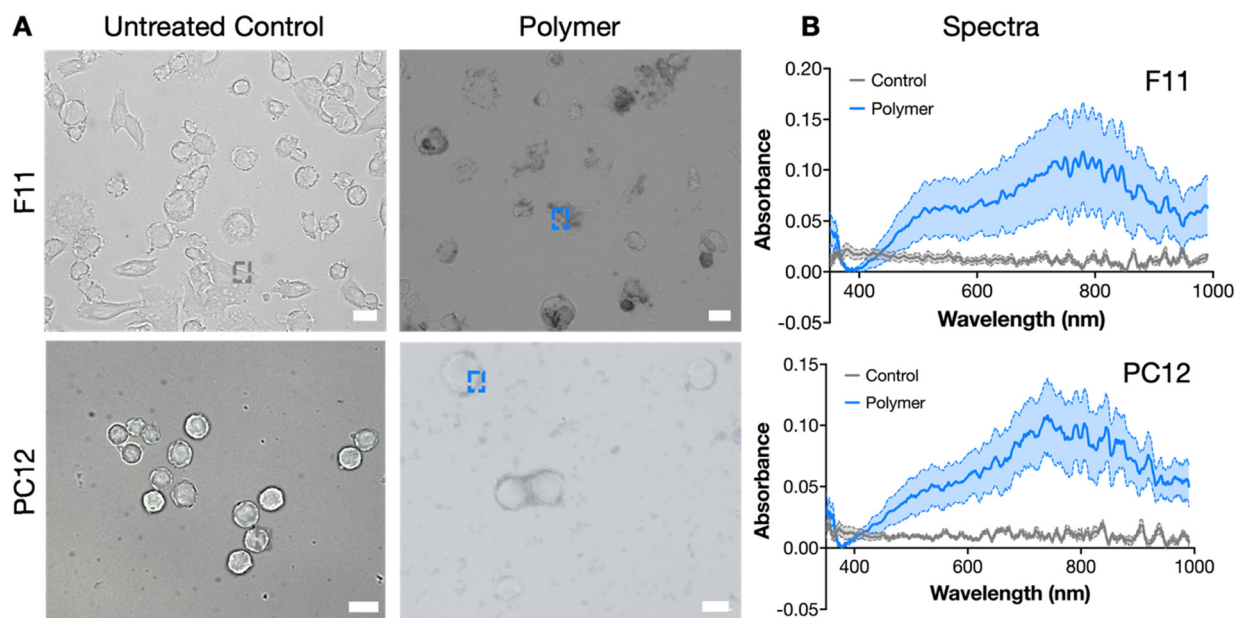 A
Untreated Control
Polymer
F11
PC12
B
Spectra
F11
Control
Polymer
0.20
0.15
0.10
0.05
0.00
-0.05
Absorbance
400
600
800
1000
Wavelength (nm)
PC12
Control
Polymer
0.15
0.10
0.05
0.00
-0.05
Absorbance
400
600
800
1000
Wavelength (nm)